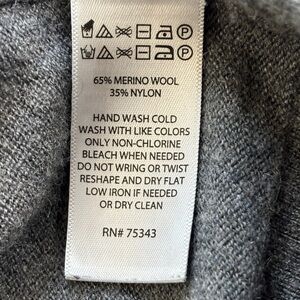 65% MERINO WOOL
35% NYLON
HAND WASH COLD
WASH WITH LIKE COLORS
ONLY NON-CHLORINE
BLEACH WHEN NEEDED
DO NOT WRING OR TWIST
RESHAPE AND DRY FLAT
LOW IRON IF NEEDED
OR DRY CLEAN
RN# 75343